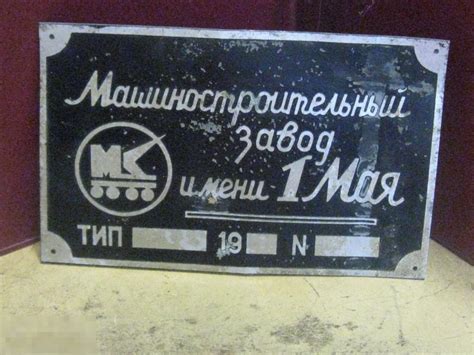 Машиностроительный
завод
МК
имени 1 Мая
ТИП 19 N